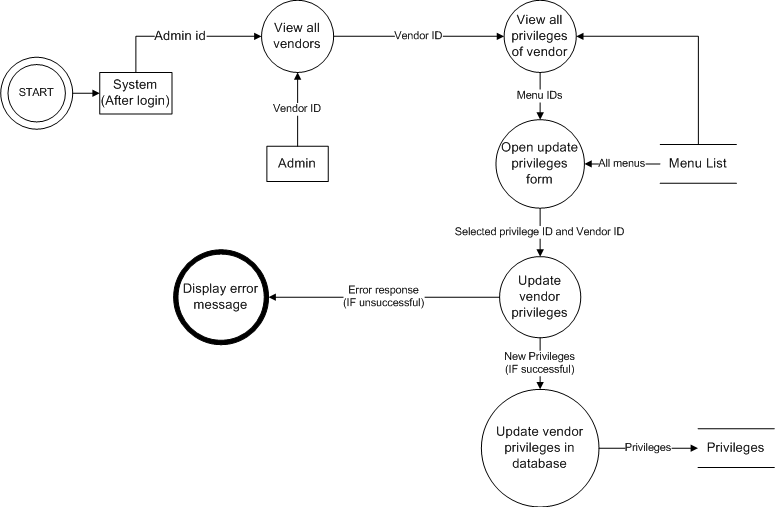 START
System
(After login)
Admin id
View all
vendors
Vendor ID
View all
privileges
of vendor
Vendor ID
Admin
Menu IDs
Open update
privileges
form
All menus
Menu List
Selected privilege ID and Vendor ID
Update
vendor
privileges
Error response
(IF unsuccessful)
Display error
message
New Privileges
(IF successful)
Update vendor
privileges in
database
Privileges
Privileges